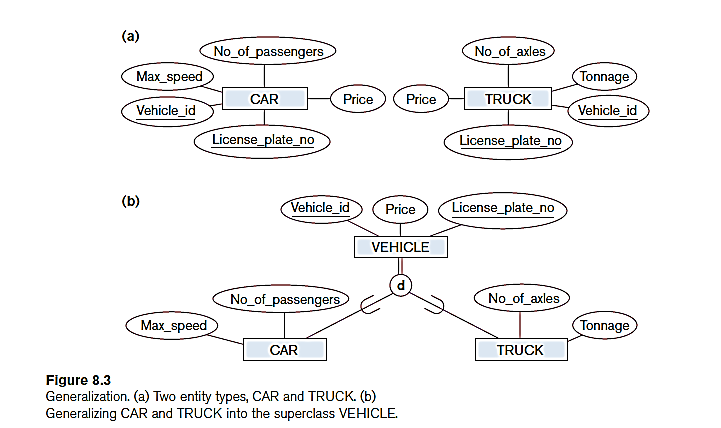 (a)
No_of_passengers
No_of_axles
Max_speed
Tonnage
CAR
Price
Price
TRUCK
Vehicle_id
Vehicle_id
License_plate_no
License_plate_no
(b)
Vehicle_id
Price
License_plate_no
VEHICLE
d
No_of_passengers
No_of_axles
Max_speed
Tonnage
CAR
TRUCK
Figure 8.3
Generalization. (a) Two entity types, CAR and TRUCK. (b)
Generalizing CAR and TRUCK into the superclass VEHICLE.